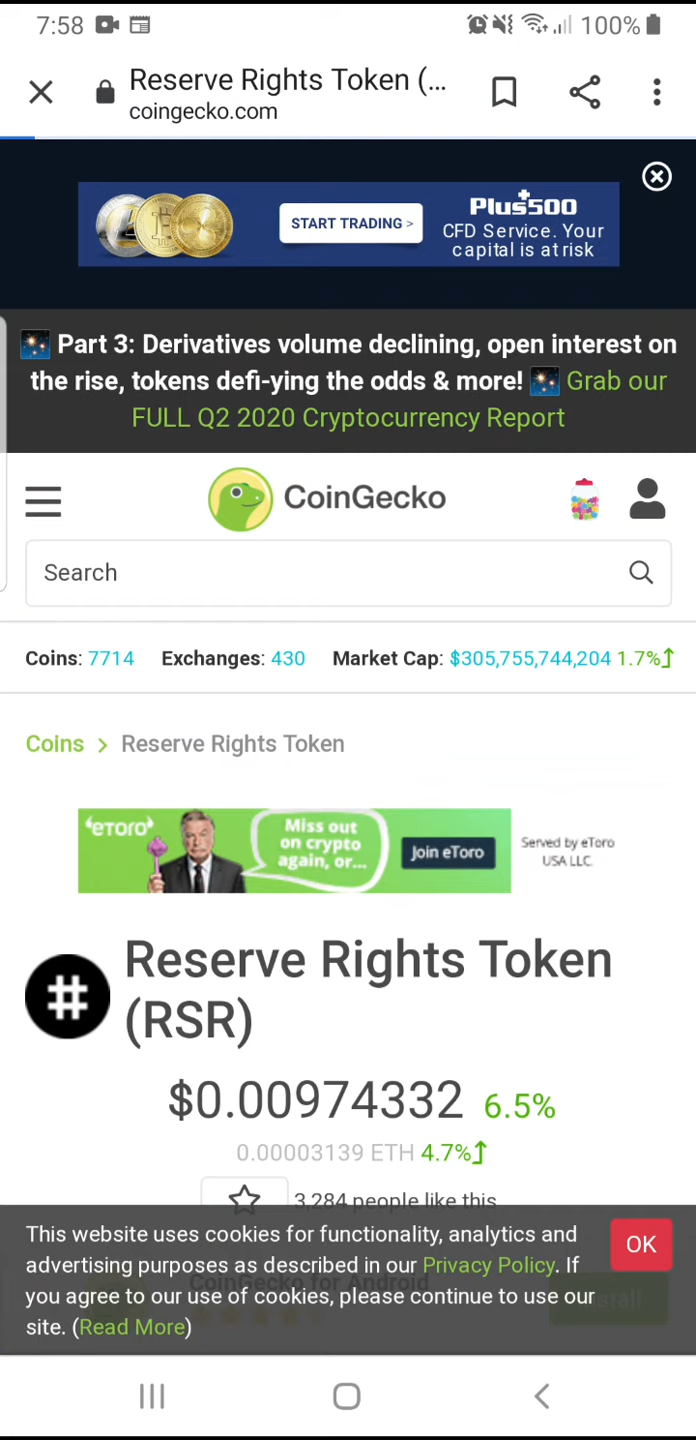 7:58
100%
Reserve Rights Token (...
coingecko.com
START TRADING >
Plus500
CFD Service. Your
capital is at risk
Part 3: Derivatives volume declining, open interest on
the rise, tokens defi-ying the odds & more! Grab our
FULL Q2 2020 Cryptocurrency Report
CoinGecko
Search
Coins: 7714 Exchanges: 430 Market Cap: $305,755,744,204 1.7%
Coins > Reserve Rights Token
eToro
Miss out
on crypto
again, or...
Join eToro
Served by eToro
USA LLC.
Reserve Rights Token
(RSR)
$0.00974332 6.5%
0.00003139 ETH 4.7%
3,284 people like this
This website uses cookies for functionality, analytics and
advertising purposes as described in our Privacy Policy. If
you agree to our use of cookies, please continue to use our
site. (Read More)
OK
CoinGecko for Android